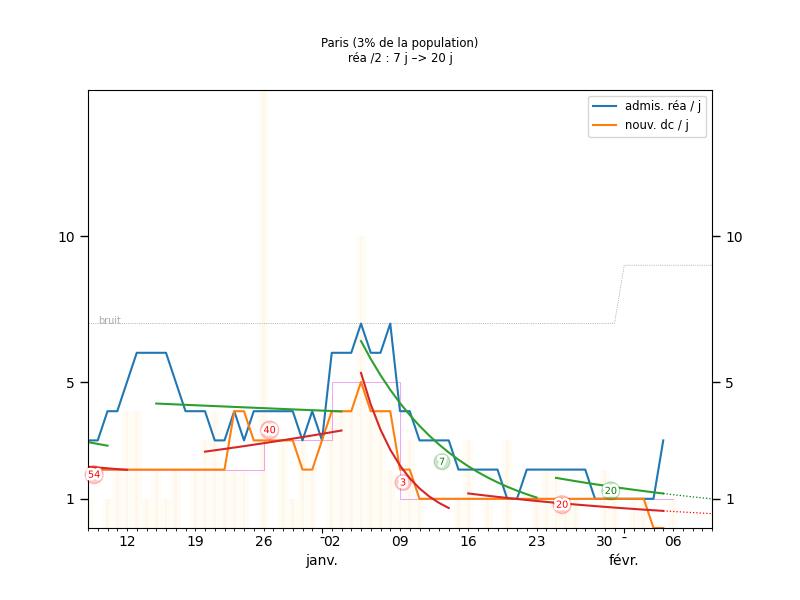 Paris (3% de la population)
réa /2 : 7 j –> 20 j
admis. réa / j
nouv. dc / j
10 10
bruit
5 5
40
7
54
3
20
20
1 1
12 19 26 02 09 16 23 30 06
janv. févr.